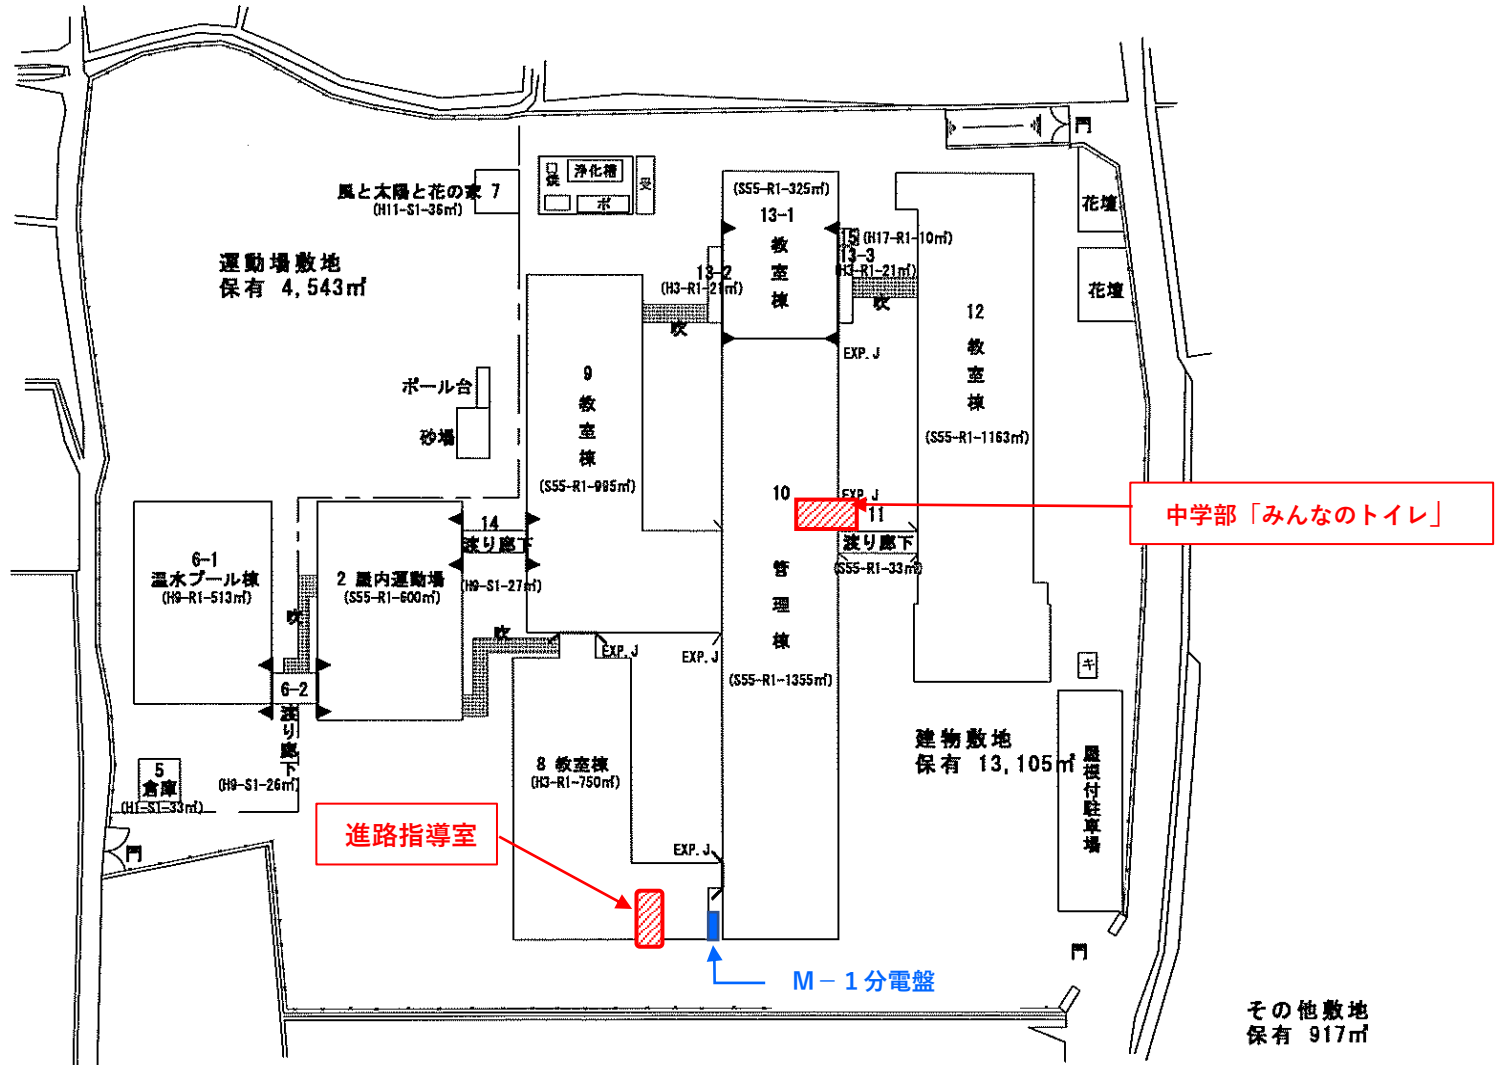 門
風と太陽と花の家 7
(H11-S1-36㎡)
浄化槽
ポ
受
(S55-R1-325㎡)
13-1
教室棟
15 (H17-R1-10㎡)
13-3
(H3-R1-21㎡)
13-2
(H3-R1-21㎡)
吹
吹
花壇
花壇
運動場敷地
保有 4,543㎡
12
教室棟
(S55-R1-1163㎡)
EXP.J
9
教室棟
(S55-R1-995㎡)
ポール台
砂場
10
管理棟
(S55-R1-1355㎡)
EXP.J
11
渡り廊下
(S55-R1-33㎡)
中学部「みんなのトイレ」
14
渡り廊下
(H9-S1-27㎡)
6-1
温水プール棟
(H9-R1-513㎡)
2 屋内運動場
(S55-R1-600㎡)
吹
吹
EXP.J
EXP.J
6-2
渡り廊下
(H9-S1-26㎡)
キ
建物敷地
保有 13,105㎡
屋根付駐車場
5
倉庫
(H1-S1-33㎡)
8 教室棟
(H3-R1-750㎡)
進路指導室
EXP.J
門
門
M－1分電盤
その他敷地
保有 917㎡